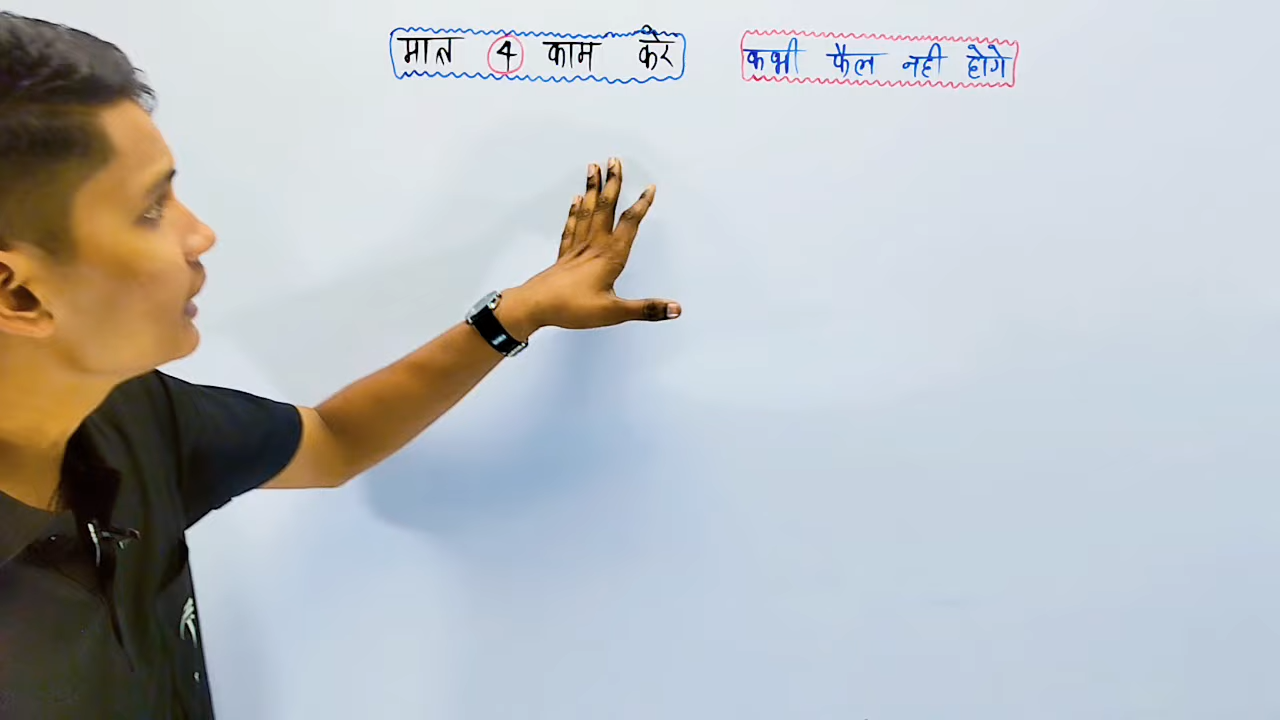 मात्र 4 काम करें कभी फैल नही होगे